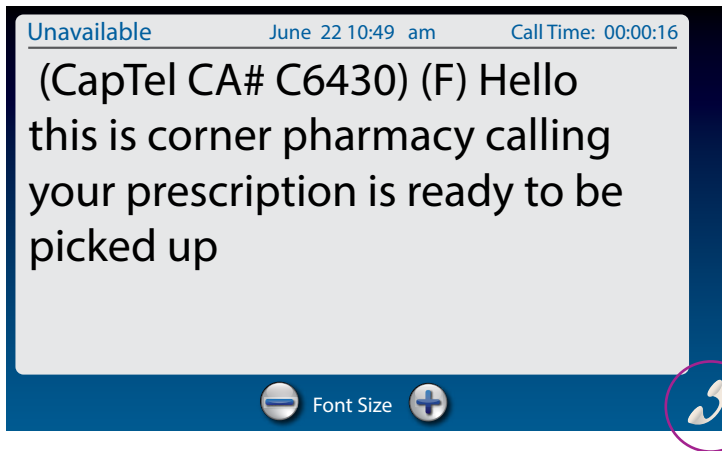 Unavailable June 22 10:49 am Call Time: 00:00:16
(CapTel CA# C6430) (F) Hello
this is corner pharmacy calling
your prescription is ready to be
picked up
Font Size